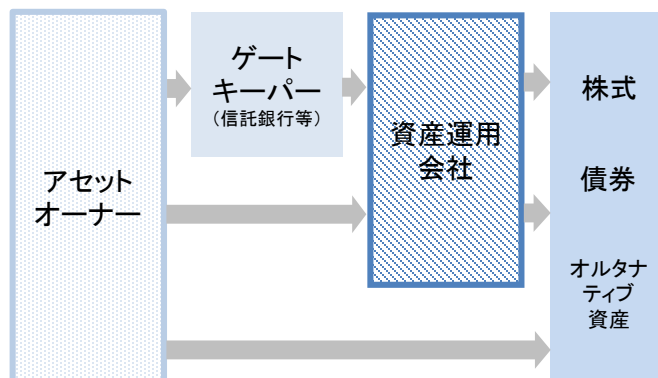 アセット
オーナー
ゲート
キーパー
（信託銀行等）
資産運用
会社
株式
債券
オルタナ
ティブ
資産